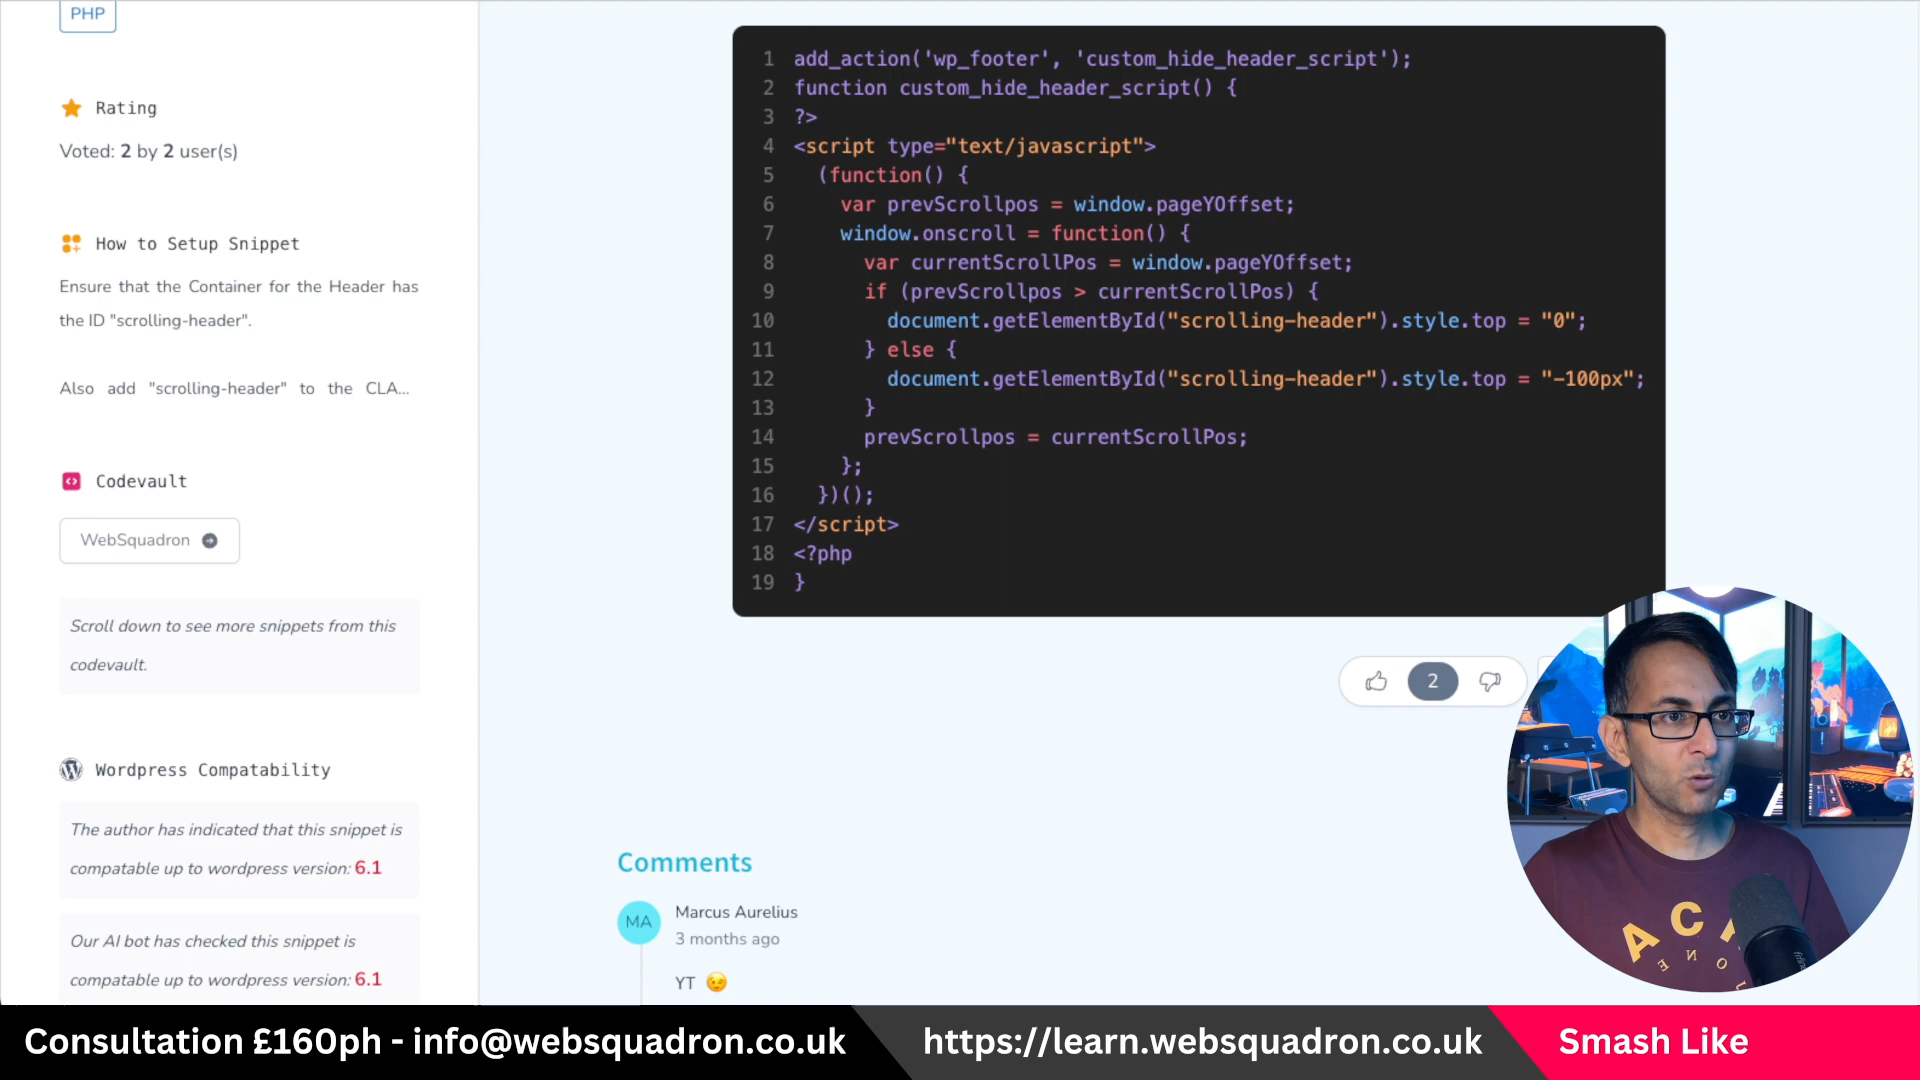 PHP
Rating
Voted: 2 by 2 user(s)
How to Setup Snippet
Ensure that the Container for the Header has
the ID "scrolling-header".
Also add "scrolling-header" to the CLA...
Codevault
WebSquadron
Scroll down to see more snippets from this
codevault.
Wordpress Compatability
The author has indicated that this snippet is
compatable up to wordpress version: 6.1
Our AI bot has checked this snippet is
compatable up to wordpress version: 6.1
1 add_action('wp_footer', 'custom_hide_header_script');
2 function custom_hide_header_script() {
3 ?>
4 <script type="text/javascript">
5 (function() {
6 var prevScrollpos = window.pageYOffset;
7 window.onscroll = function() {
8 var currentScrollPos = window.pageYOffset;
9 if (prevScrollpos > currentScrollPos) {
10 document.getElementById("scrolling-header").style.top = "0";
11 } else {
12 document.getElementById("scrolling-header").style.top = "-100px";
13 }
14 prevScrollpos = currentScrollPos;
15 };
16 })();
17 </script>
18 <?php
19 }
2
Comments
MA
Marcus Aurelius
3 months ago
YT 😉
Consultation £160ph - info@websquadron.co.uk
https://learn.websquadron.co.uk
Smash Like